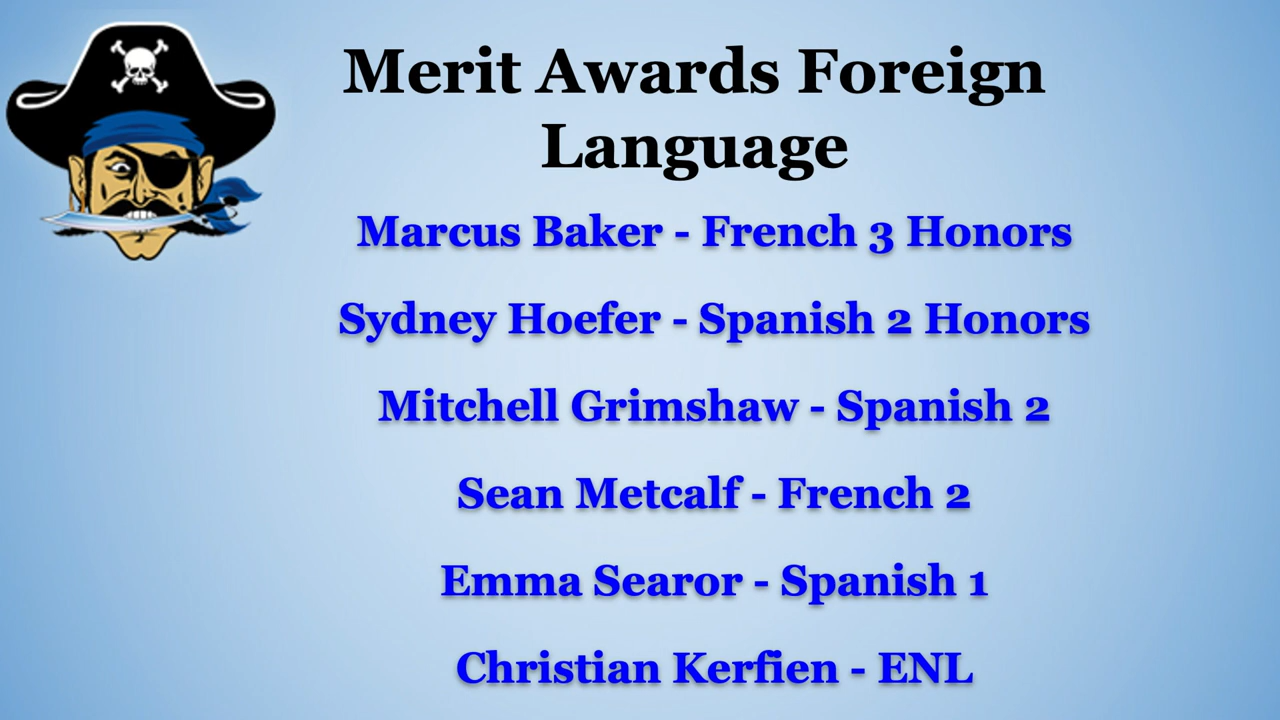 Merit Awards Foreign
Language
Marcus Baker - French 3 Honors
Sydney Hoefer - Spanish 2 Honors
Mitchell Grimshaw - Spanish 2
Sean Metcalf - French 2
Emma Searor - Spanish 1
Christian Kerfien - ENL